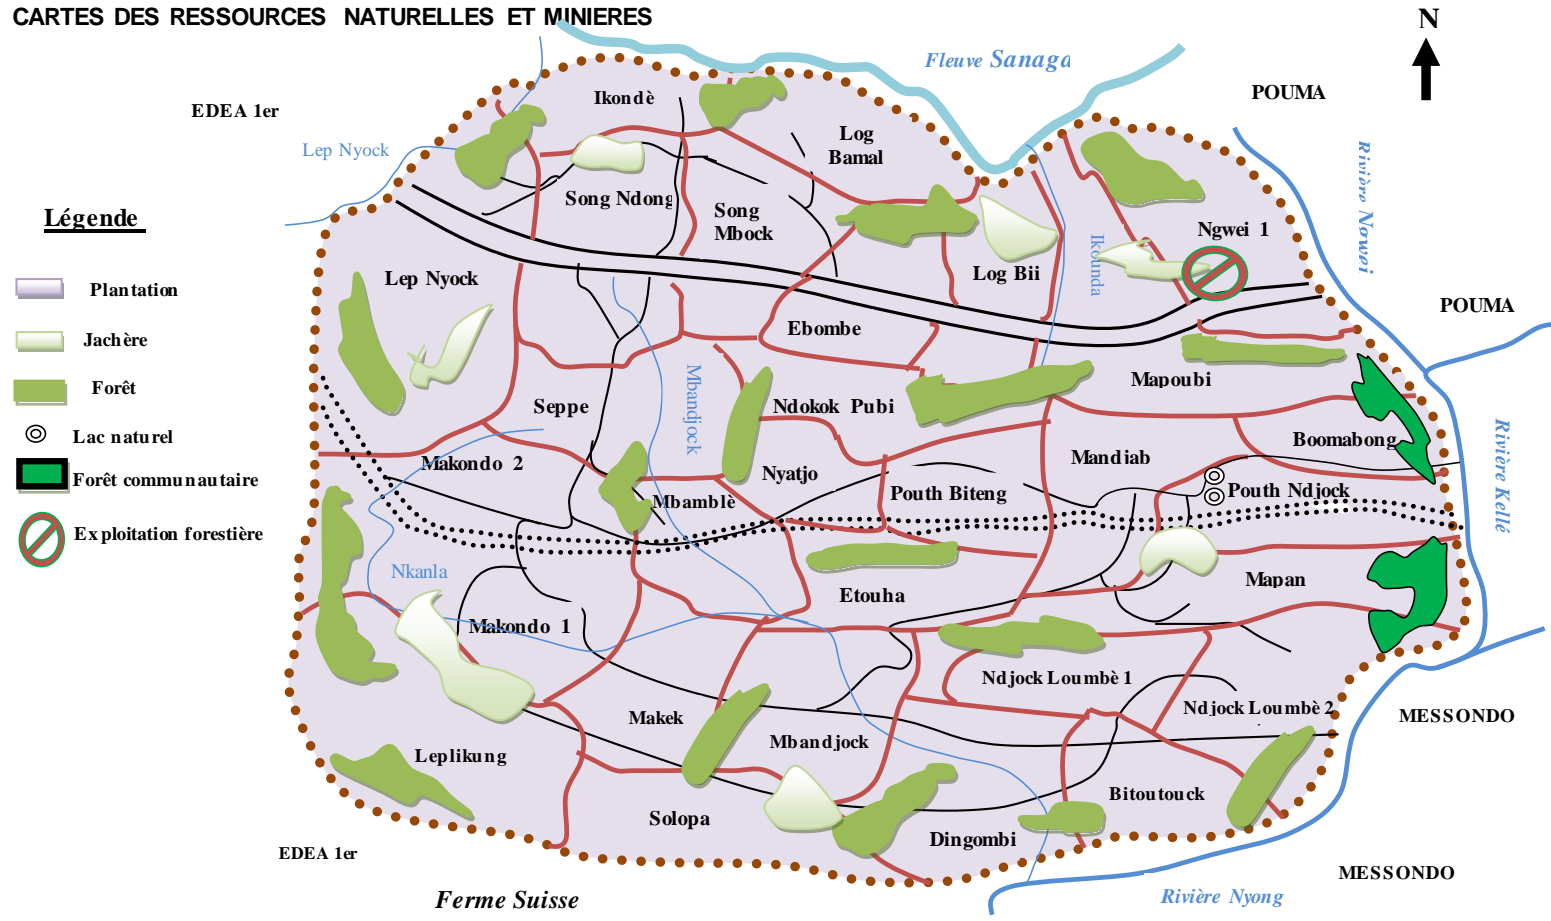 CARTES DES RESSOURCES NATURELLES ET MINIERES
N
Fleuve Sanaga
POUMA
EDEA 1er
Ikondè
Log
Bamal
Lep Nyock
Rivière Nowei
Légende
Song Ndong
Song
Mbock
Ngwei 1
Ikounda
Lep Nyock
Log Bii
Plantation
POUMA
Jachère
Ebombe
Mapoubi
Forêt
Mbandjock
Seppe
Ndokok Pubi
Lac naturel
Boomabong
Rivière Kellé
Makondo 2
Nyatjo
Mandiab
Forêt communautaire
Mbamblè
Pouth Biteng
Pouth Ndjock
Exploitation forestière
Nkanla
Etouha
Mapan
Makondo 1
Ndjock Loumbè 1
Makek
Ndjock Loumbè 2
MESSONDO
Mbandjock
Leplikung
Bitoutouck
Solopa
Dingombi
EDEA 1er
MESSONDO
Ferme Suisse
Rivière Nyong